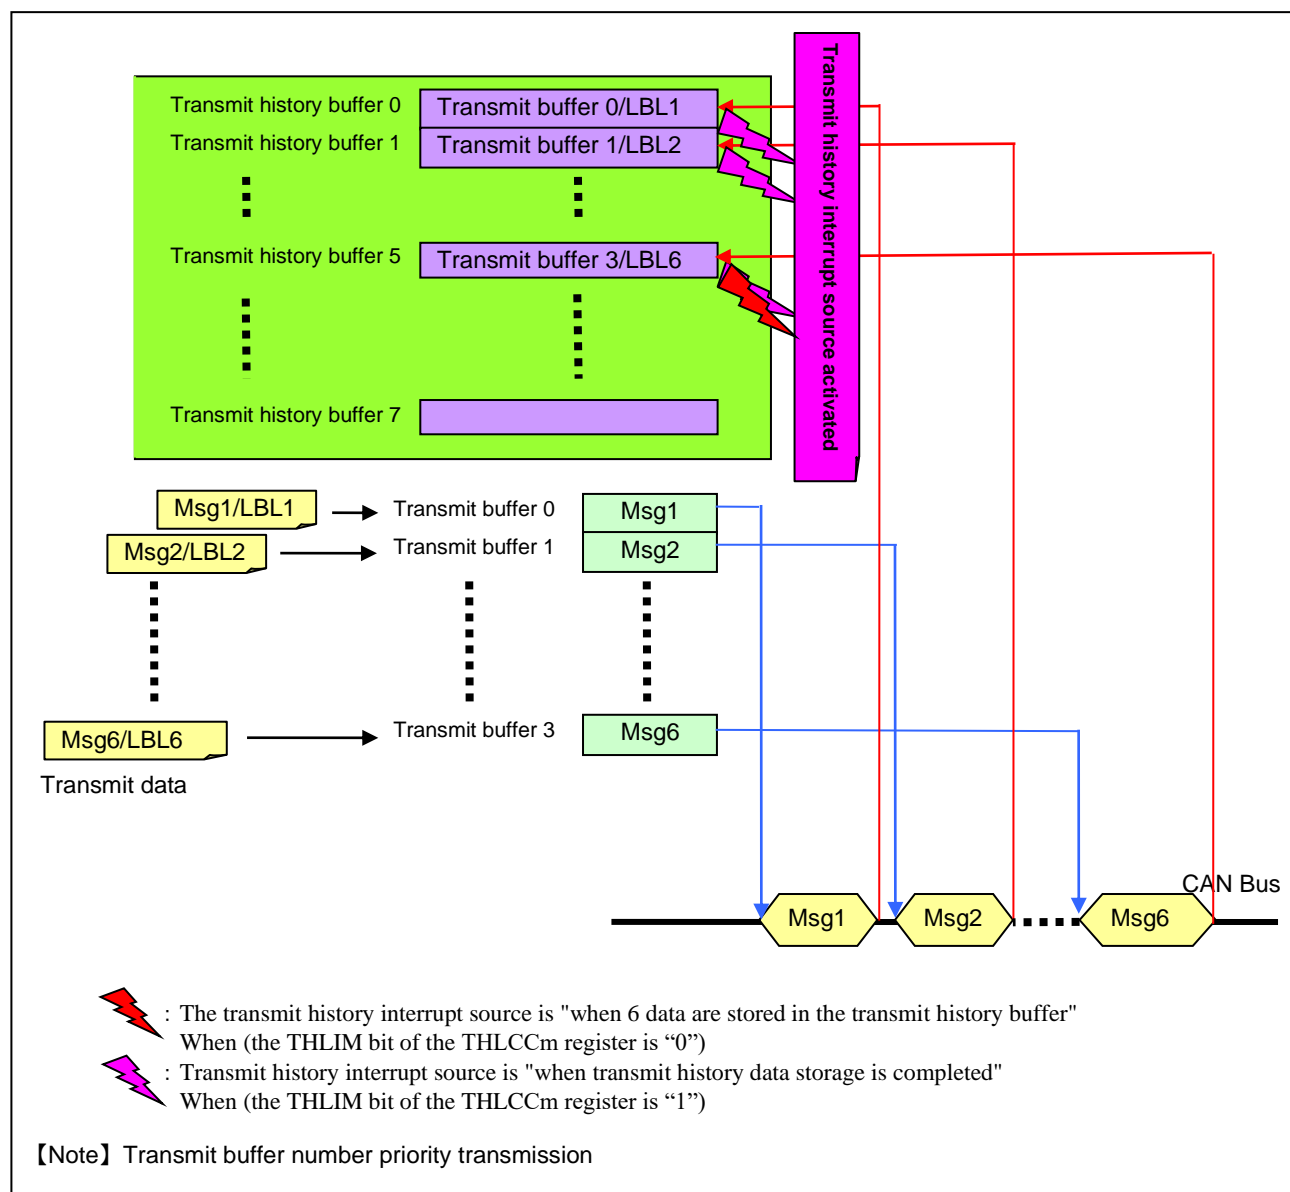 Transmit history interrupt source activated
Transmit history buffer 0
Transmit buffer 0/LBL1
Transmit history buffer 1
Transmit buffer 1/LBL2
Transmit history buffer 5
Transmit buffer 3/LBL6
Transmit history buffer 7
Msg1/LBL1
Transmit buffer 0
Msg1
Msg2/LBL2
Transmit buffer 1
Msg2
Msg6/LBL6
Transmit buffer 3
Msg6
Transmit data
CAN Bus
Msg1
Msg2
Msg6
: The transmit history interrupt source is "when 6 data are stored in the transmit history buffer"
When (the THLIM bit of the THLCCm register is “0”)
: Transmit history interrupt source is "when transmit history data storage is completed"
When (the THLIM bit of the THLCCm register is “1”)
【Note】Transmit buffer number priority transmission